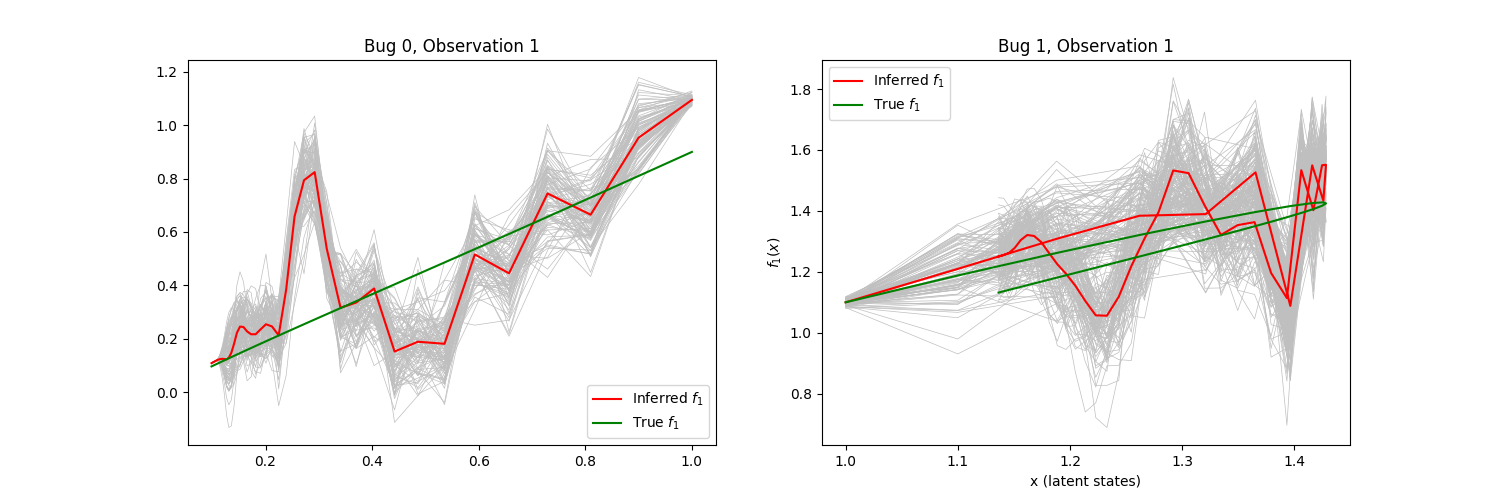 Bug 0, Observation 1
1.2
1.0
0.8
0.6
0.4
0.2
0.0
Inferred f₁
True f₁
0.2 0.4 0.6 0.8 1.0
Bug 1, Observation 1
Inferred f₁
True f₁
f₁(x)
1.8
1.6
1.4
1.2
1.0
0.8
1.0 1.1 1.2 1.3 1.4
x (latent states)